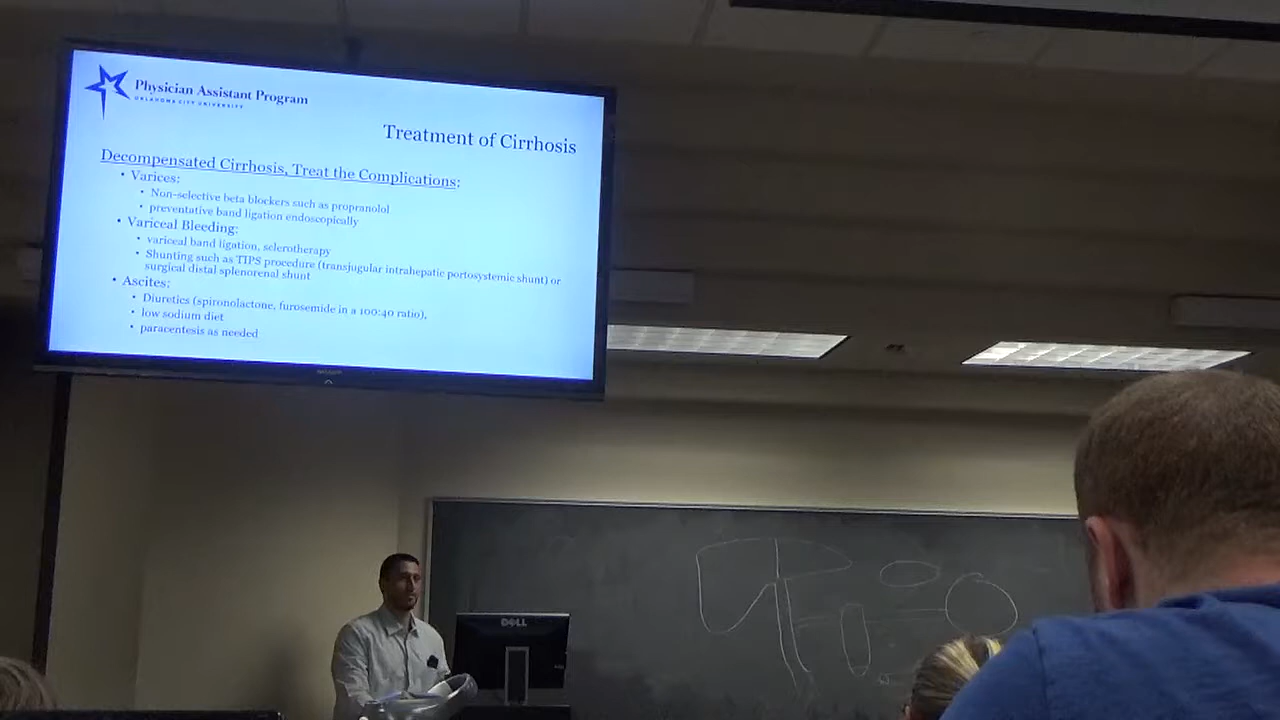 Physician Assistant Program
OKLAHOMA CITY UNIVERSITY
Treatment of Cirrhosis
Decompensated Cirrhosis, Treat the Complications:
• Varices:
• Non-selective beta blockers such as propranolol
• preventative band ligation endoscopically
• Variceal Bleeding:
• variceal band ligation, sclerotherapy
• Shunting such as TIPS procedure (transjugular intrahepatic portosystemic shunt) or
surgical distal splenorenal shunt
• Ascites:
• Diuretics (spironolactone, furosemide in a 100:40 ratio),
• low sodium diet
• paracentesis as needed
DELL